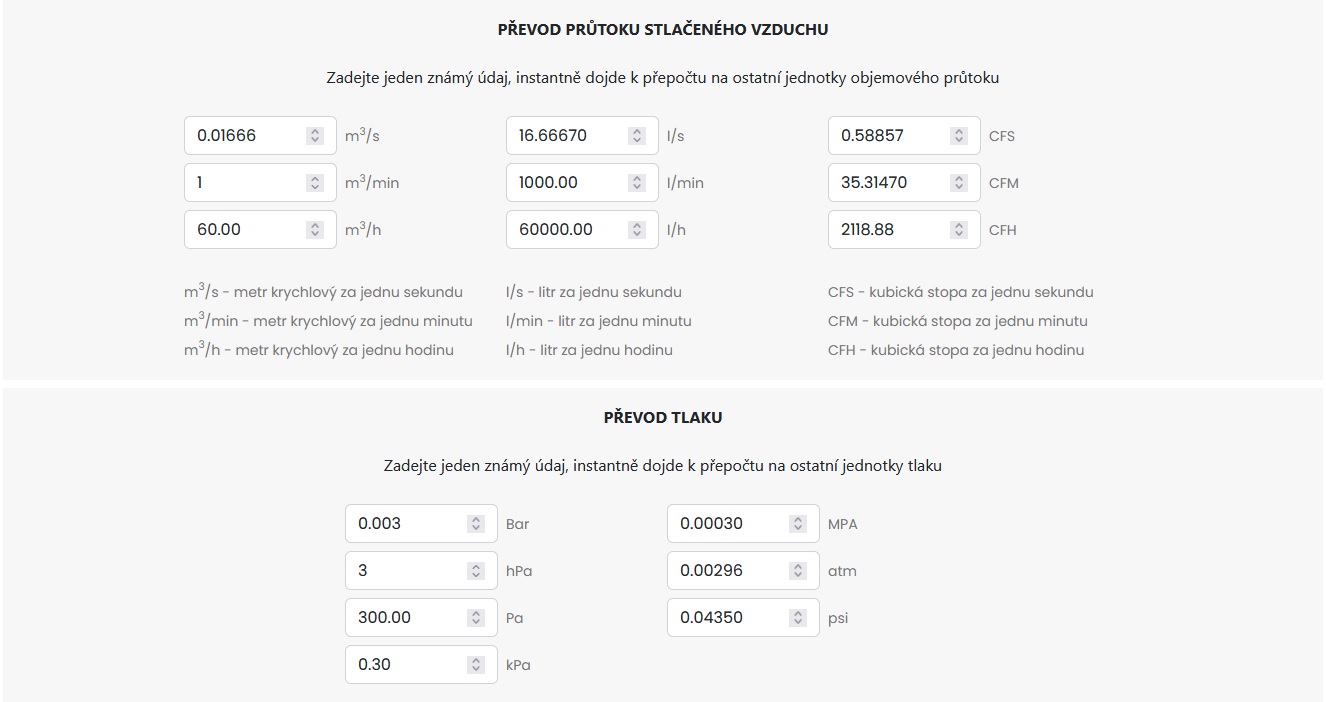 PŘEVOD PRŮTOKU STLAČENÉHO VZDUCHU
Zadejte jeden známý údaj, instantně dojde k přepočtu na ostatní jednotky objemového průtoku
0.01666 m³/s 16.66670 l/s 0.58857 CFS
1 m³/min 1000.00 l/min 35.31470 CFM
60.00 m³/h 60000.00 l/h 2118.88 CFH
m³/s - metr krychlový za jednu sekundu l/s - litr za jednu sekundu CFS - kubická stopa za jednu sekundu
m³/min - metr krychlový za jednu minutu l/min - litr za jednu minutu CFM - kubická stopa za jednu minutu
m³/h - metr krychlový za jednu hodinu l/h - litr za jednu hodinu CFH - kubická stopa za jednu hodinu
PŘEVOD TLAKU
Zadejte jeden známý údaj, instantně dojde k přepočtu na ostatní jednotky tlaku
0.003 Bar 0.00030 MPA
3 hPa 0.00296 atm
300.00 Pa 0.04350 psi
0.30 kPa